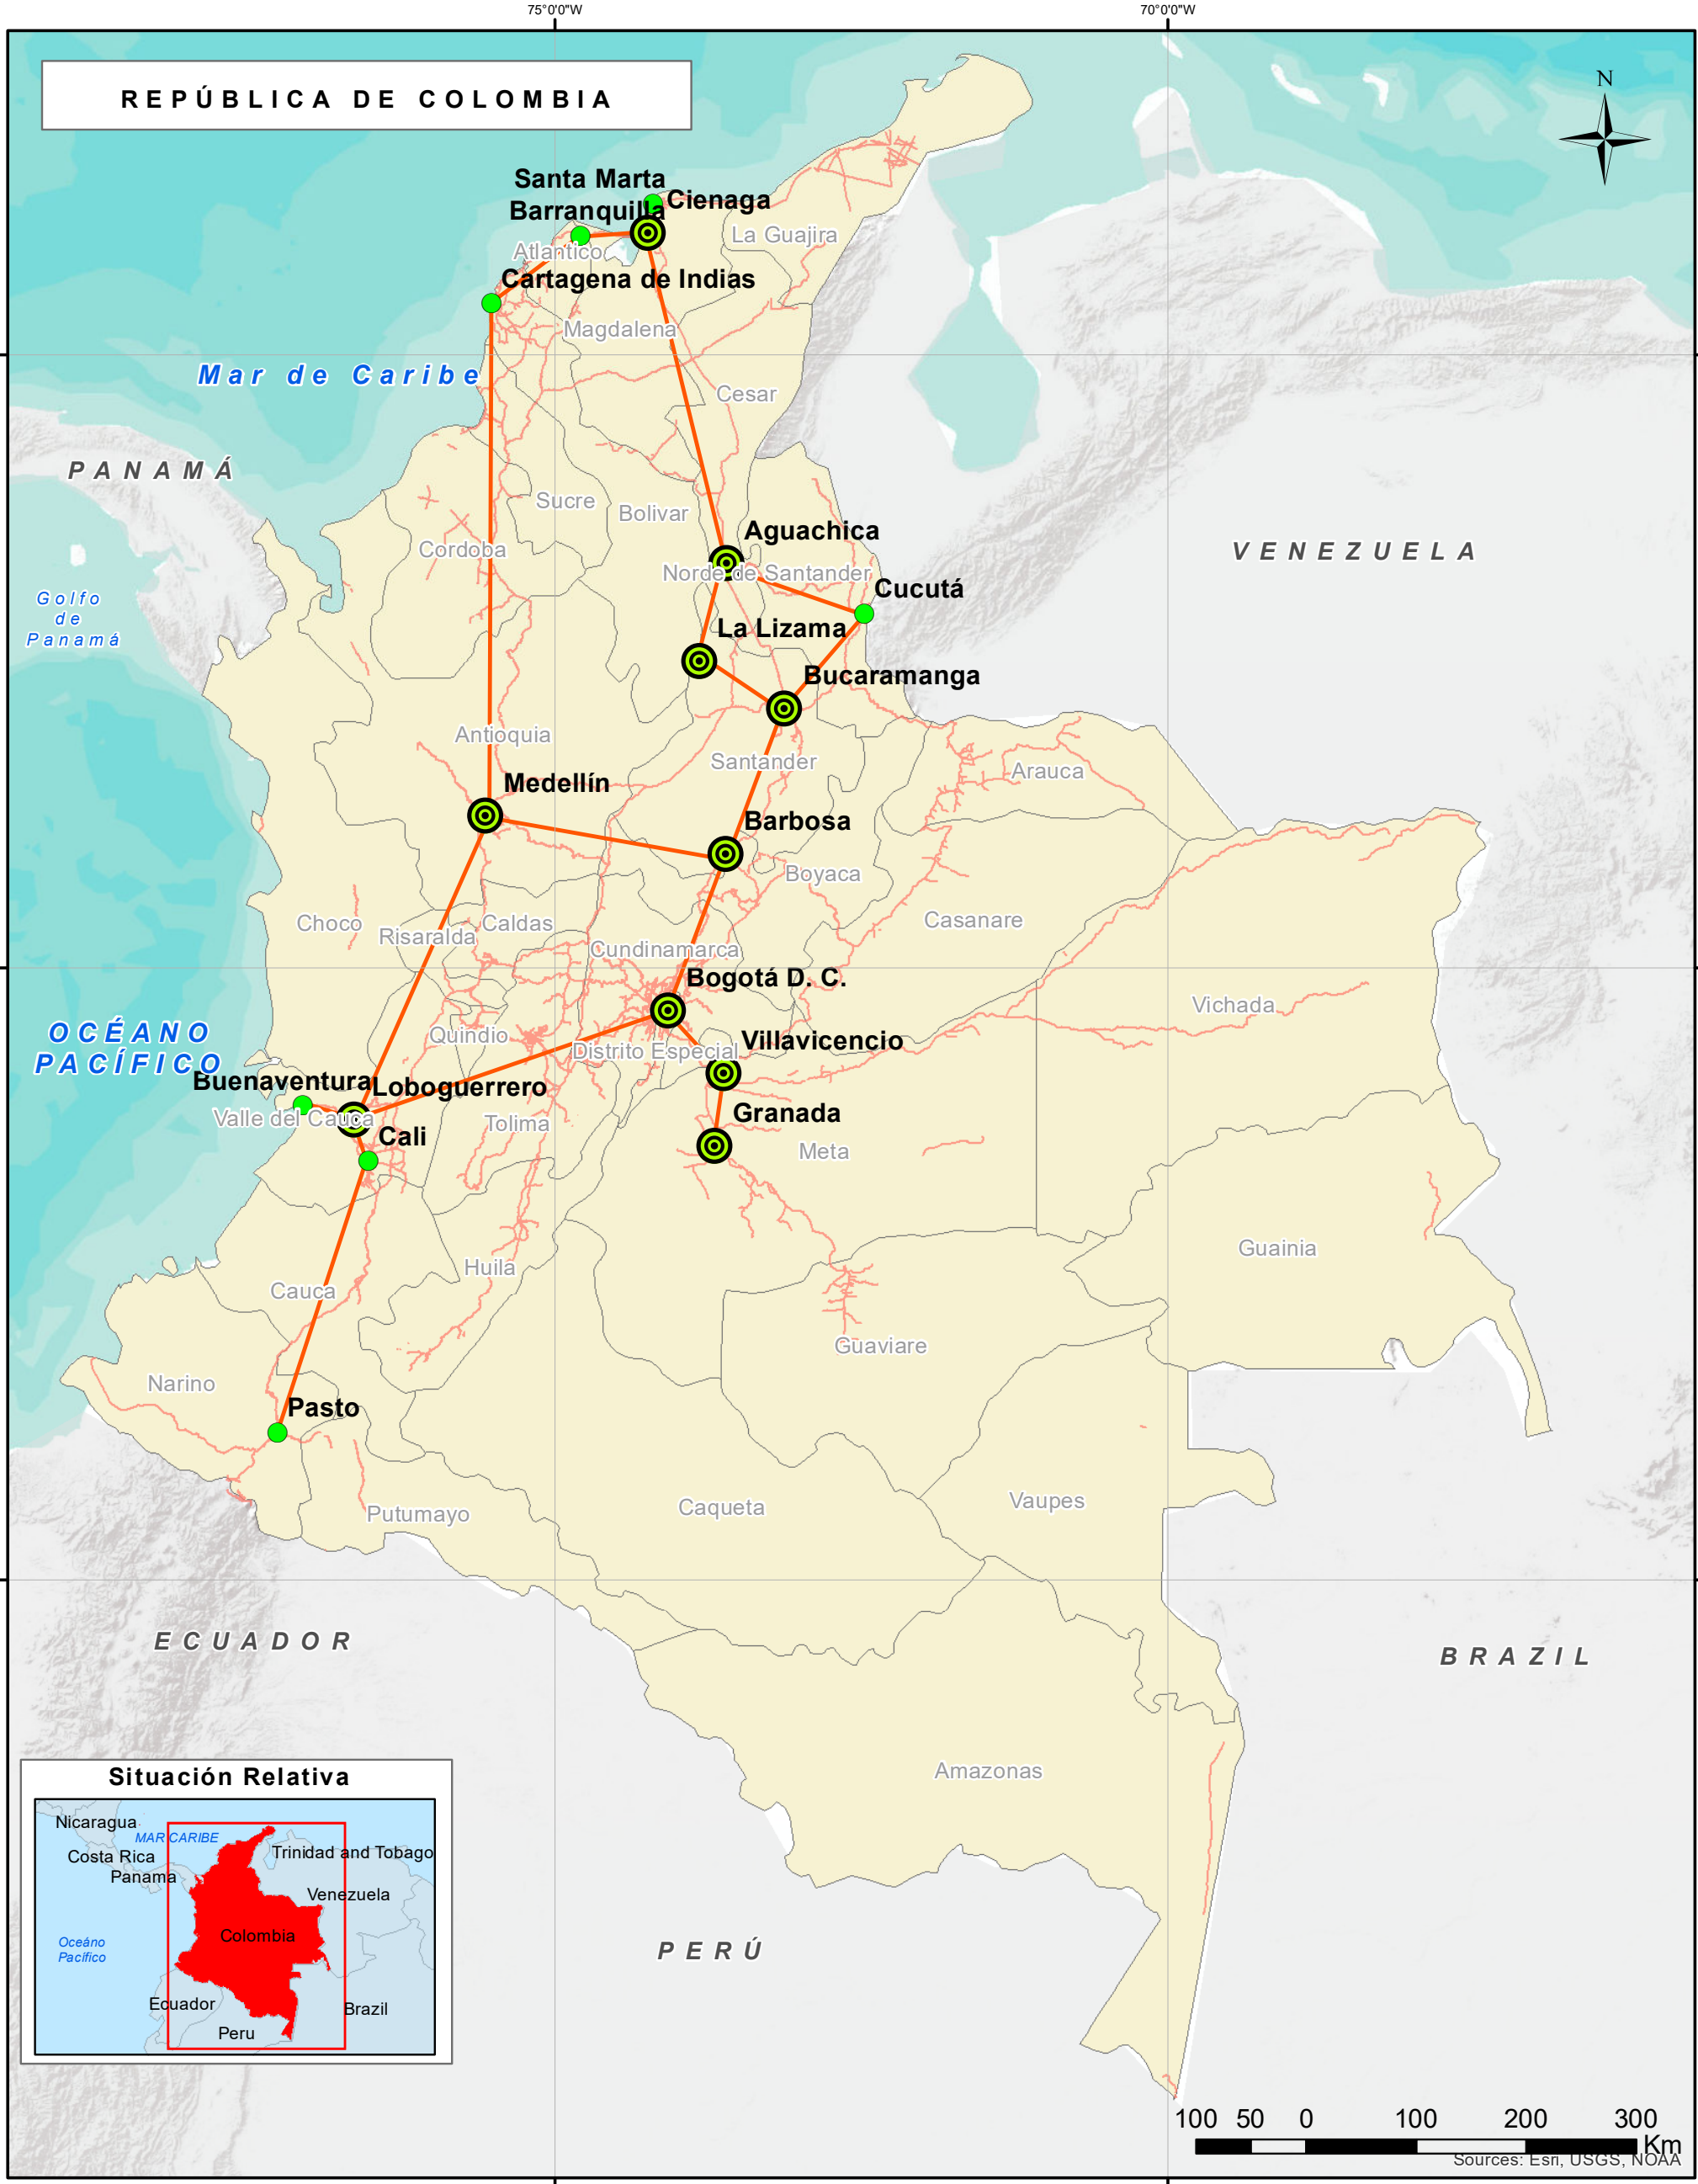 75°0'0"W
70°0'0"W
REPÚBLICA DE COLOMBIA
N
Santa Marta
Cienaga
Barranquilla
La Guajira
Atlantico
Cartagena de Indias
Magdalena
Mar de Caribe
Cesar
PANAMÁ
Sucre
Bolivar
Aguachica
VENEZUELA
Cordoba
Norde de Santander
Cucutá
Golfo
de
Panamá
La Lizama
Bucaramanga
Antioquia
Santander
Arauca
Medellín
Barbosa
Boyaca
Choco
Risaralda
Caldas
Casanare
Cundinamarca
Bogotá D. C.
Vichada
OCÉANO
PACÍFICO
Quindio
Distrito Especial
Villavicencio
Buenaventura
Loboguerrero
Valle del Cauca
Tolima
Granada
Cali
Meta
Guainia
Huila
Cauca
Guaviare
Narino
Pasto
Putumayo
Caqueta
Vaupes
ECUADOR
BRAZIL
Amazonas
Situación Relativa
Nicaragua
MAR CARIBE
Costa Rica
Trinidad and Tobago
Panama
Venezuela
Colombia
Oceáno
Pacífico
Ecuador
Brazil
Peru
PERÚ
100 50 0 100 200 300
Km
Sources: Esri, USGS, NOAA